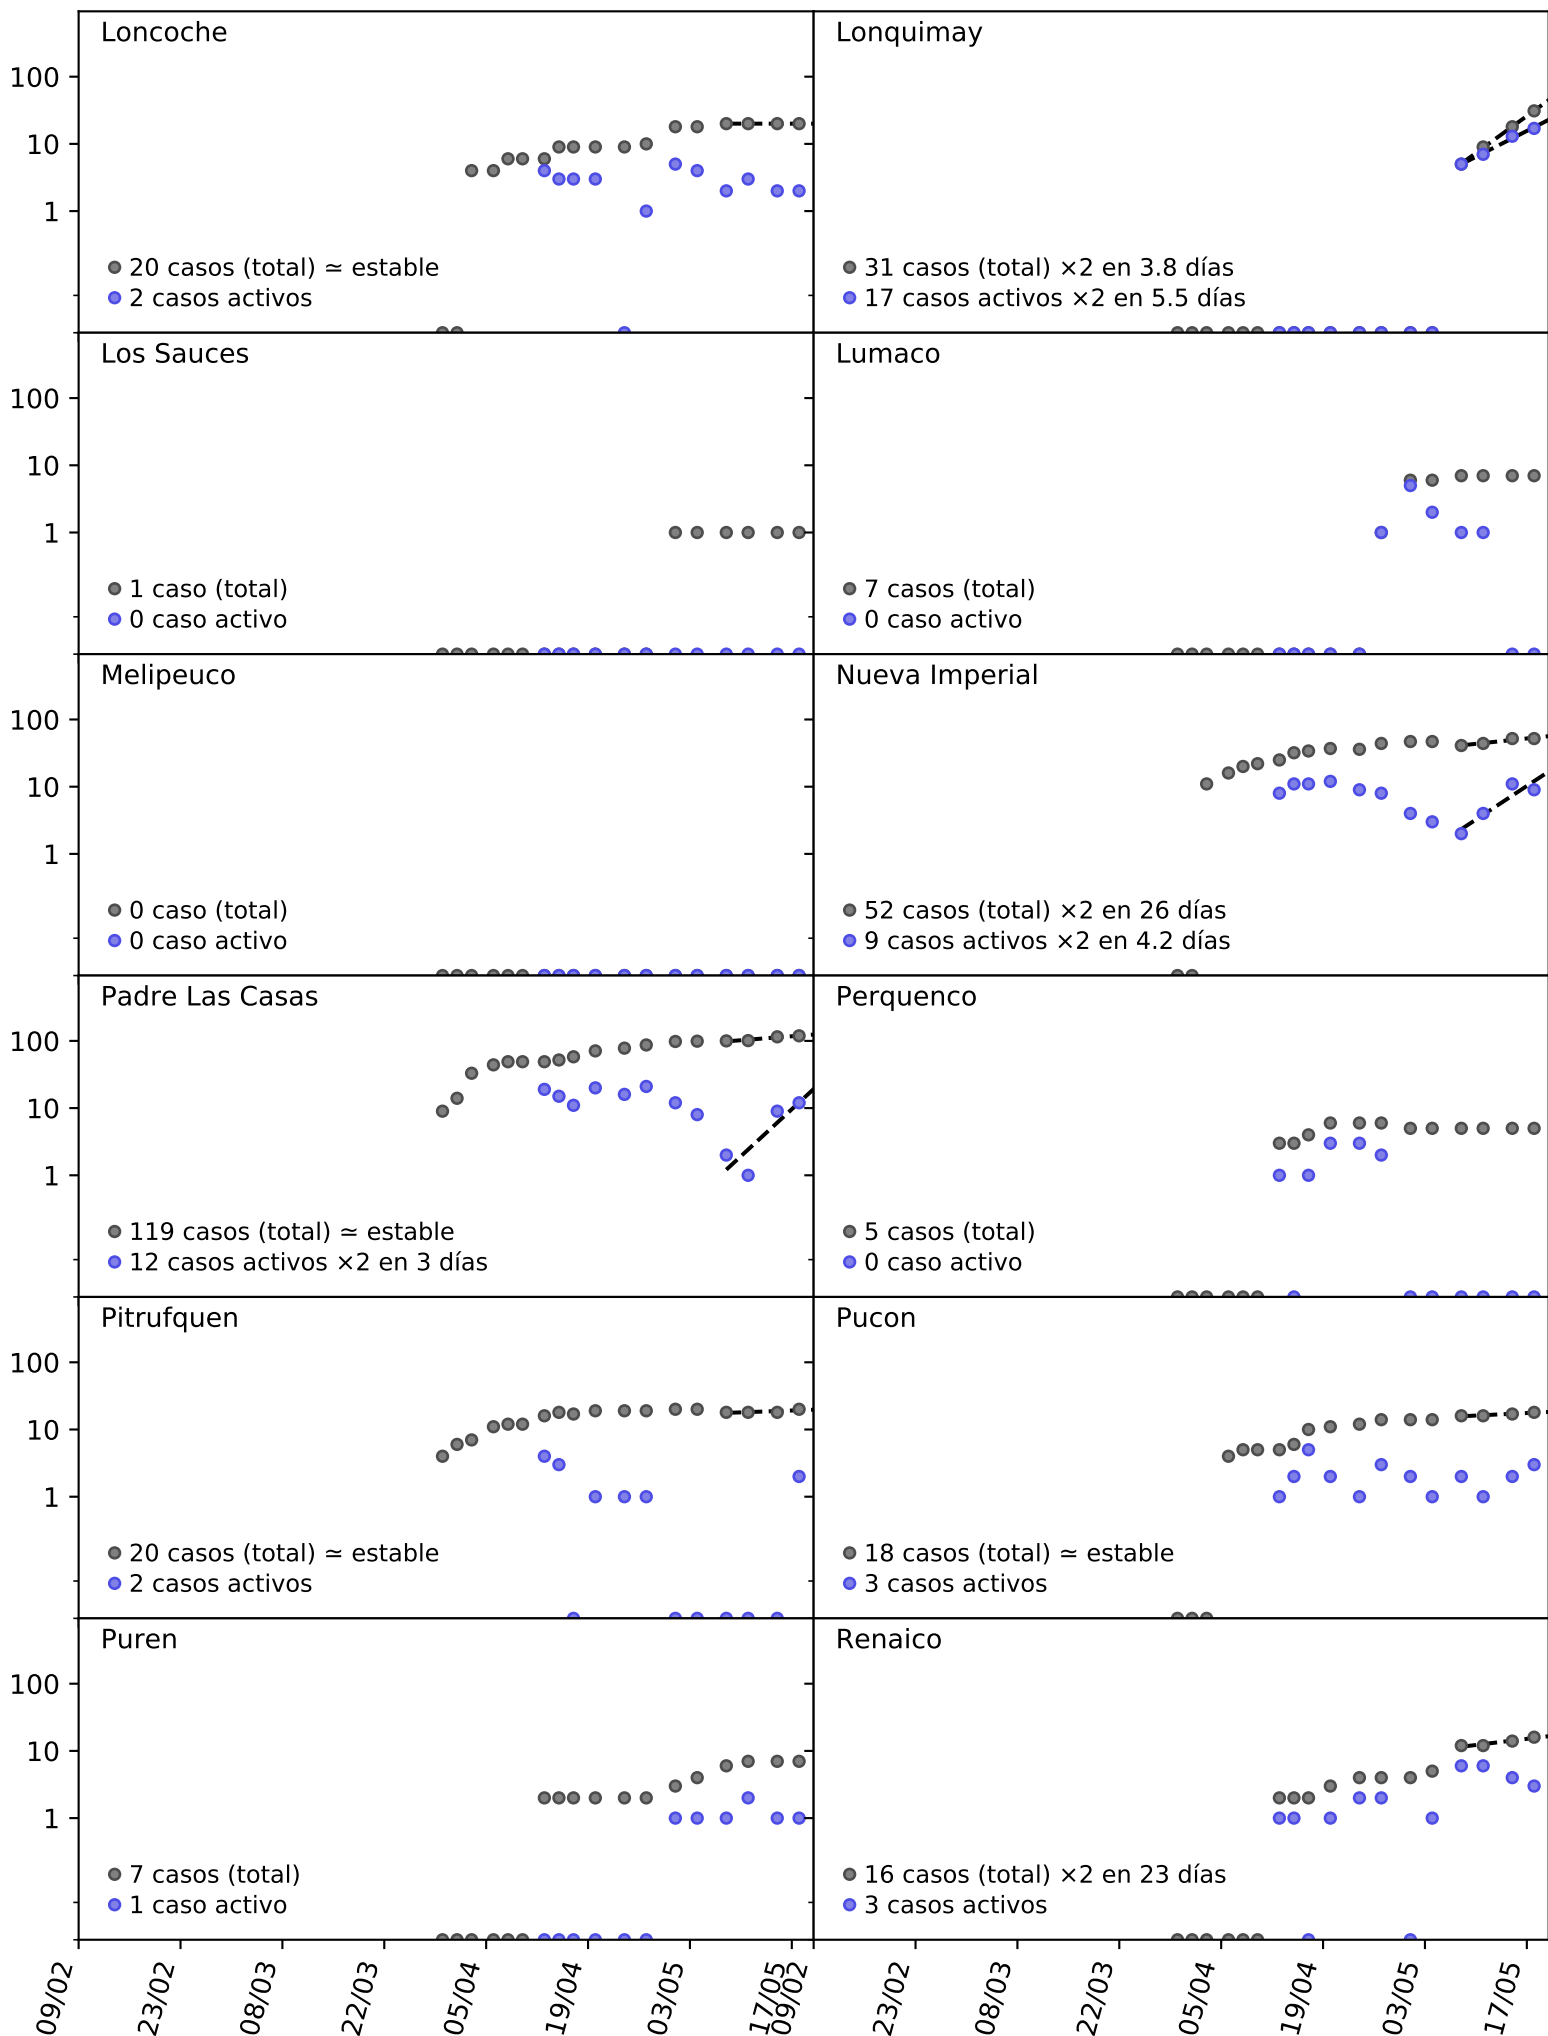 Loncoche
Lonquimay
100
10
1
20 casos (total) ≃ estable
2 casos activos
31 casos (total) ×2 en 3.8 días
17 casos activos ×2 en 5.5 días
Los Sauces
Lumaco
100
10
1
1 caso (total)
0 caso activo
7 casos (total)
0 caso activo
Melipeuco
Nueva Imperial
100
10
1
0 caso (total)
0 caso activo
52 casos (total) ×2 en 26 días
9 casos activos ×2 en 4.2 días
Padre Las Casas
Perquenco
100
10
1
119 casos (total) ≃ estable
12 casos activos ×2 en 3 días
5 casos (total)
0 caso activo
Pitrufquen
Pucon
100
10
1
20 casos (total) ≃ estable
2 casos activos
18 casos (total) ≃ estable
3 casos activos
Puren
Renaico
100
10
1
7 casos (total)
1 caso activo
16 casos (total) ×2 en 23 días
3 casos activos
09/02
23/02
08/03
22/03
05/04
19/04
03/05
17/05
09/02
23/02
08/03
22/03
05/04
19/04
03/05
17/05